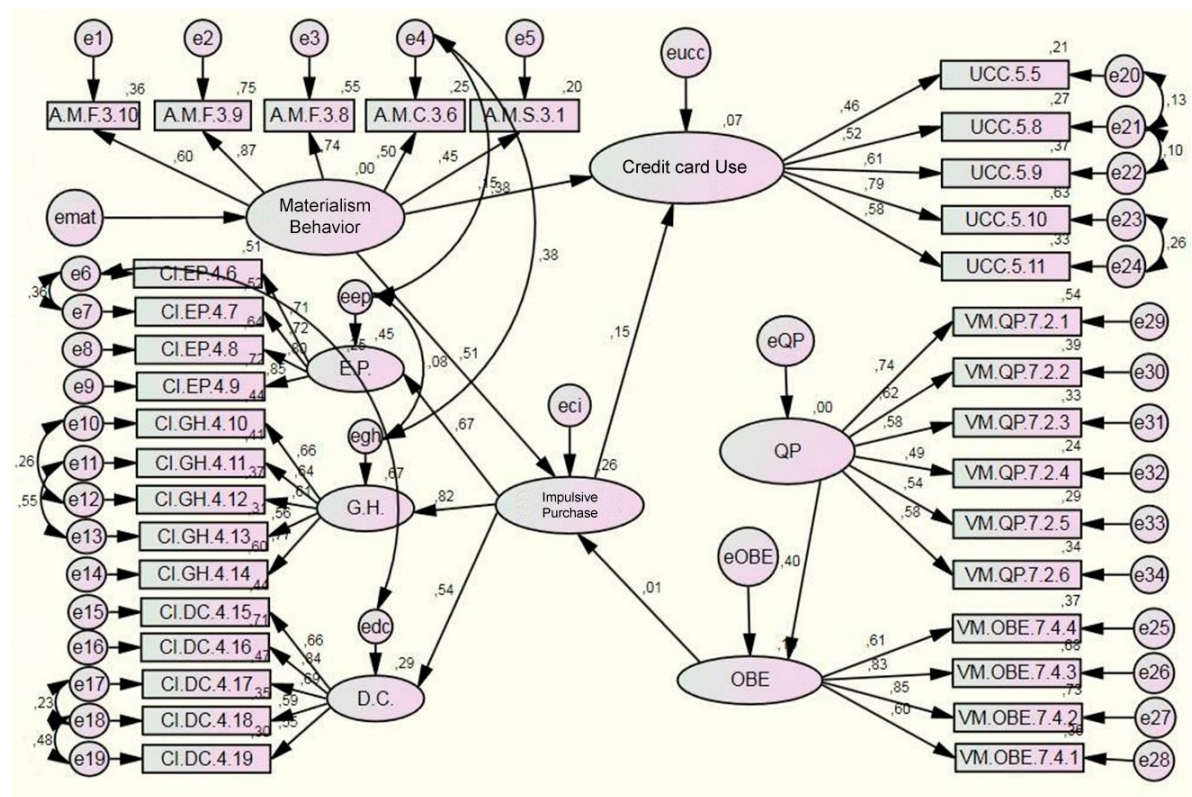 e1 e2 e3 e4 e5
,36 ,75 ,55 ,25 ,20
A.M.F.3.10 A.M.F.3.9 A.M.F.3.8 A.M.C.3.6 A.M.S.3.1
,60 ,87 ,74 ,50 ,45
,00
Materialism
Behavior
emat
eucc
,07
Credit card Use
,15 ,38
,38
,46 ,52 ,61 ,79 ,58
,21
UCC.5.5 e20
,27
UCC.5.8 e21
,37
UCC.5.9 e22
,63
UCC.5.10 e23
,33
UCC.5.11 e24
,13
,10
,26
,51
e6 CI.EP.4.6
,52
e7 CI.EP.4.7
,64
e8 CI.EP.4.8
,72
e9 CI.EP.4.9
,36
,71
,72
,80
,85
eep
,45
E.P.
,08
,51
,67
,44
e10 CI.GH.4.10
,41
e11 CI.GH.4.11
,37
e12 CI.GH.4.12
,31
e13 CI.GH.4.13
,60
e14 CI.GH.4.14
,26
,55
,66
,64
,61
,56
,77
egh
,67
G.H.
,82
eci
,26
Impulsive
Purchase
,15
,54
,01
,44
e15 CI.DC.4.15
,71
e16 CI.DC.4.16
,47
e17 CI.DC.4.17
,35
e18 CI.DC.4.18
,30
e19 CI.DC.4.19
,23
,48
,66
,84
,69
,59
,55
edc
,29
D.C.
eQP
,00
QP
,74
,62
,58
,49
,54
,58
,54
VM.QP.7.2.1 e29
,39
VM.QP.7.2.2 e30
,33
VM.QP.7.2.3 e31
,24
VM.QP.7.2.4 e32
,29
VM.QP.7.2.5 e33
,34
VM.QP.7.2.6 e34
eOBE
,40
OBE
,61
,83
,85
,60
,37
VM.OBE.7.4.4 e25
,68
VM.OBE.7.4.3 e26
,73
VM.OBE.7.4.2 e27
,36
VM.OBE.7.4.1 e28